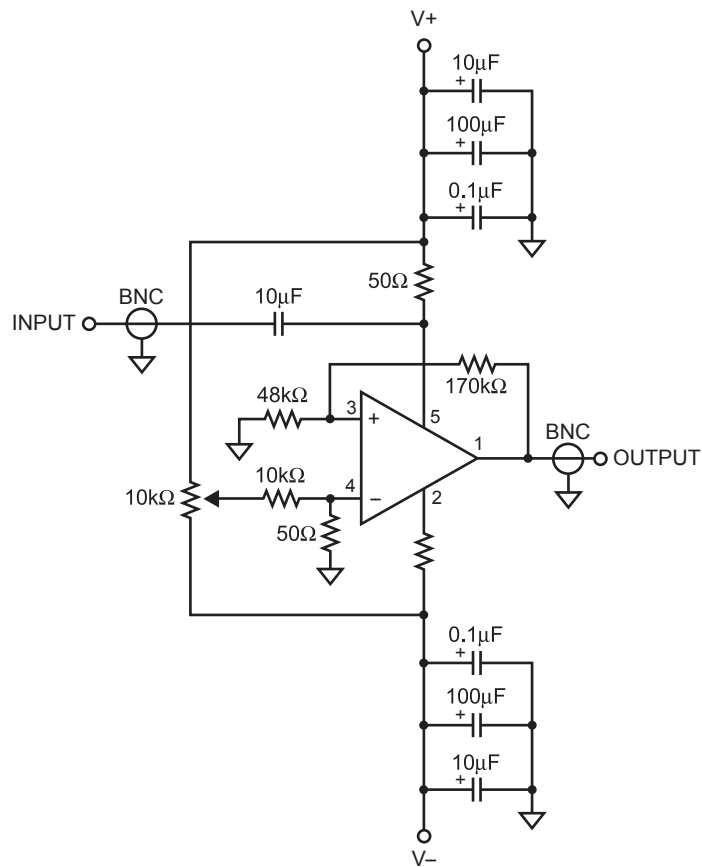 V+
10μF
+
100μF
+
0.1μF
+
50Ω
BNC
10μF
INPUT
170kΩ
48kΩ
3
+
5
1
BNC
OUTPUT
10kΩ
10kΩ
4
−
2
50Ω
0.1μF
+
100μF
+
10μF
+
V–